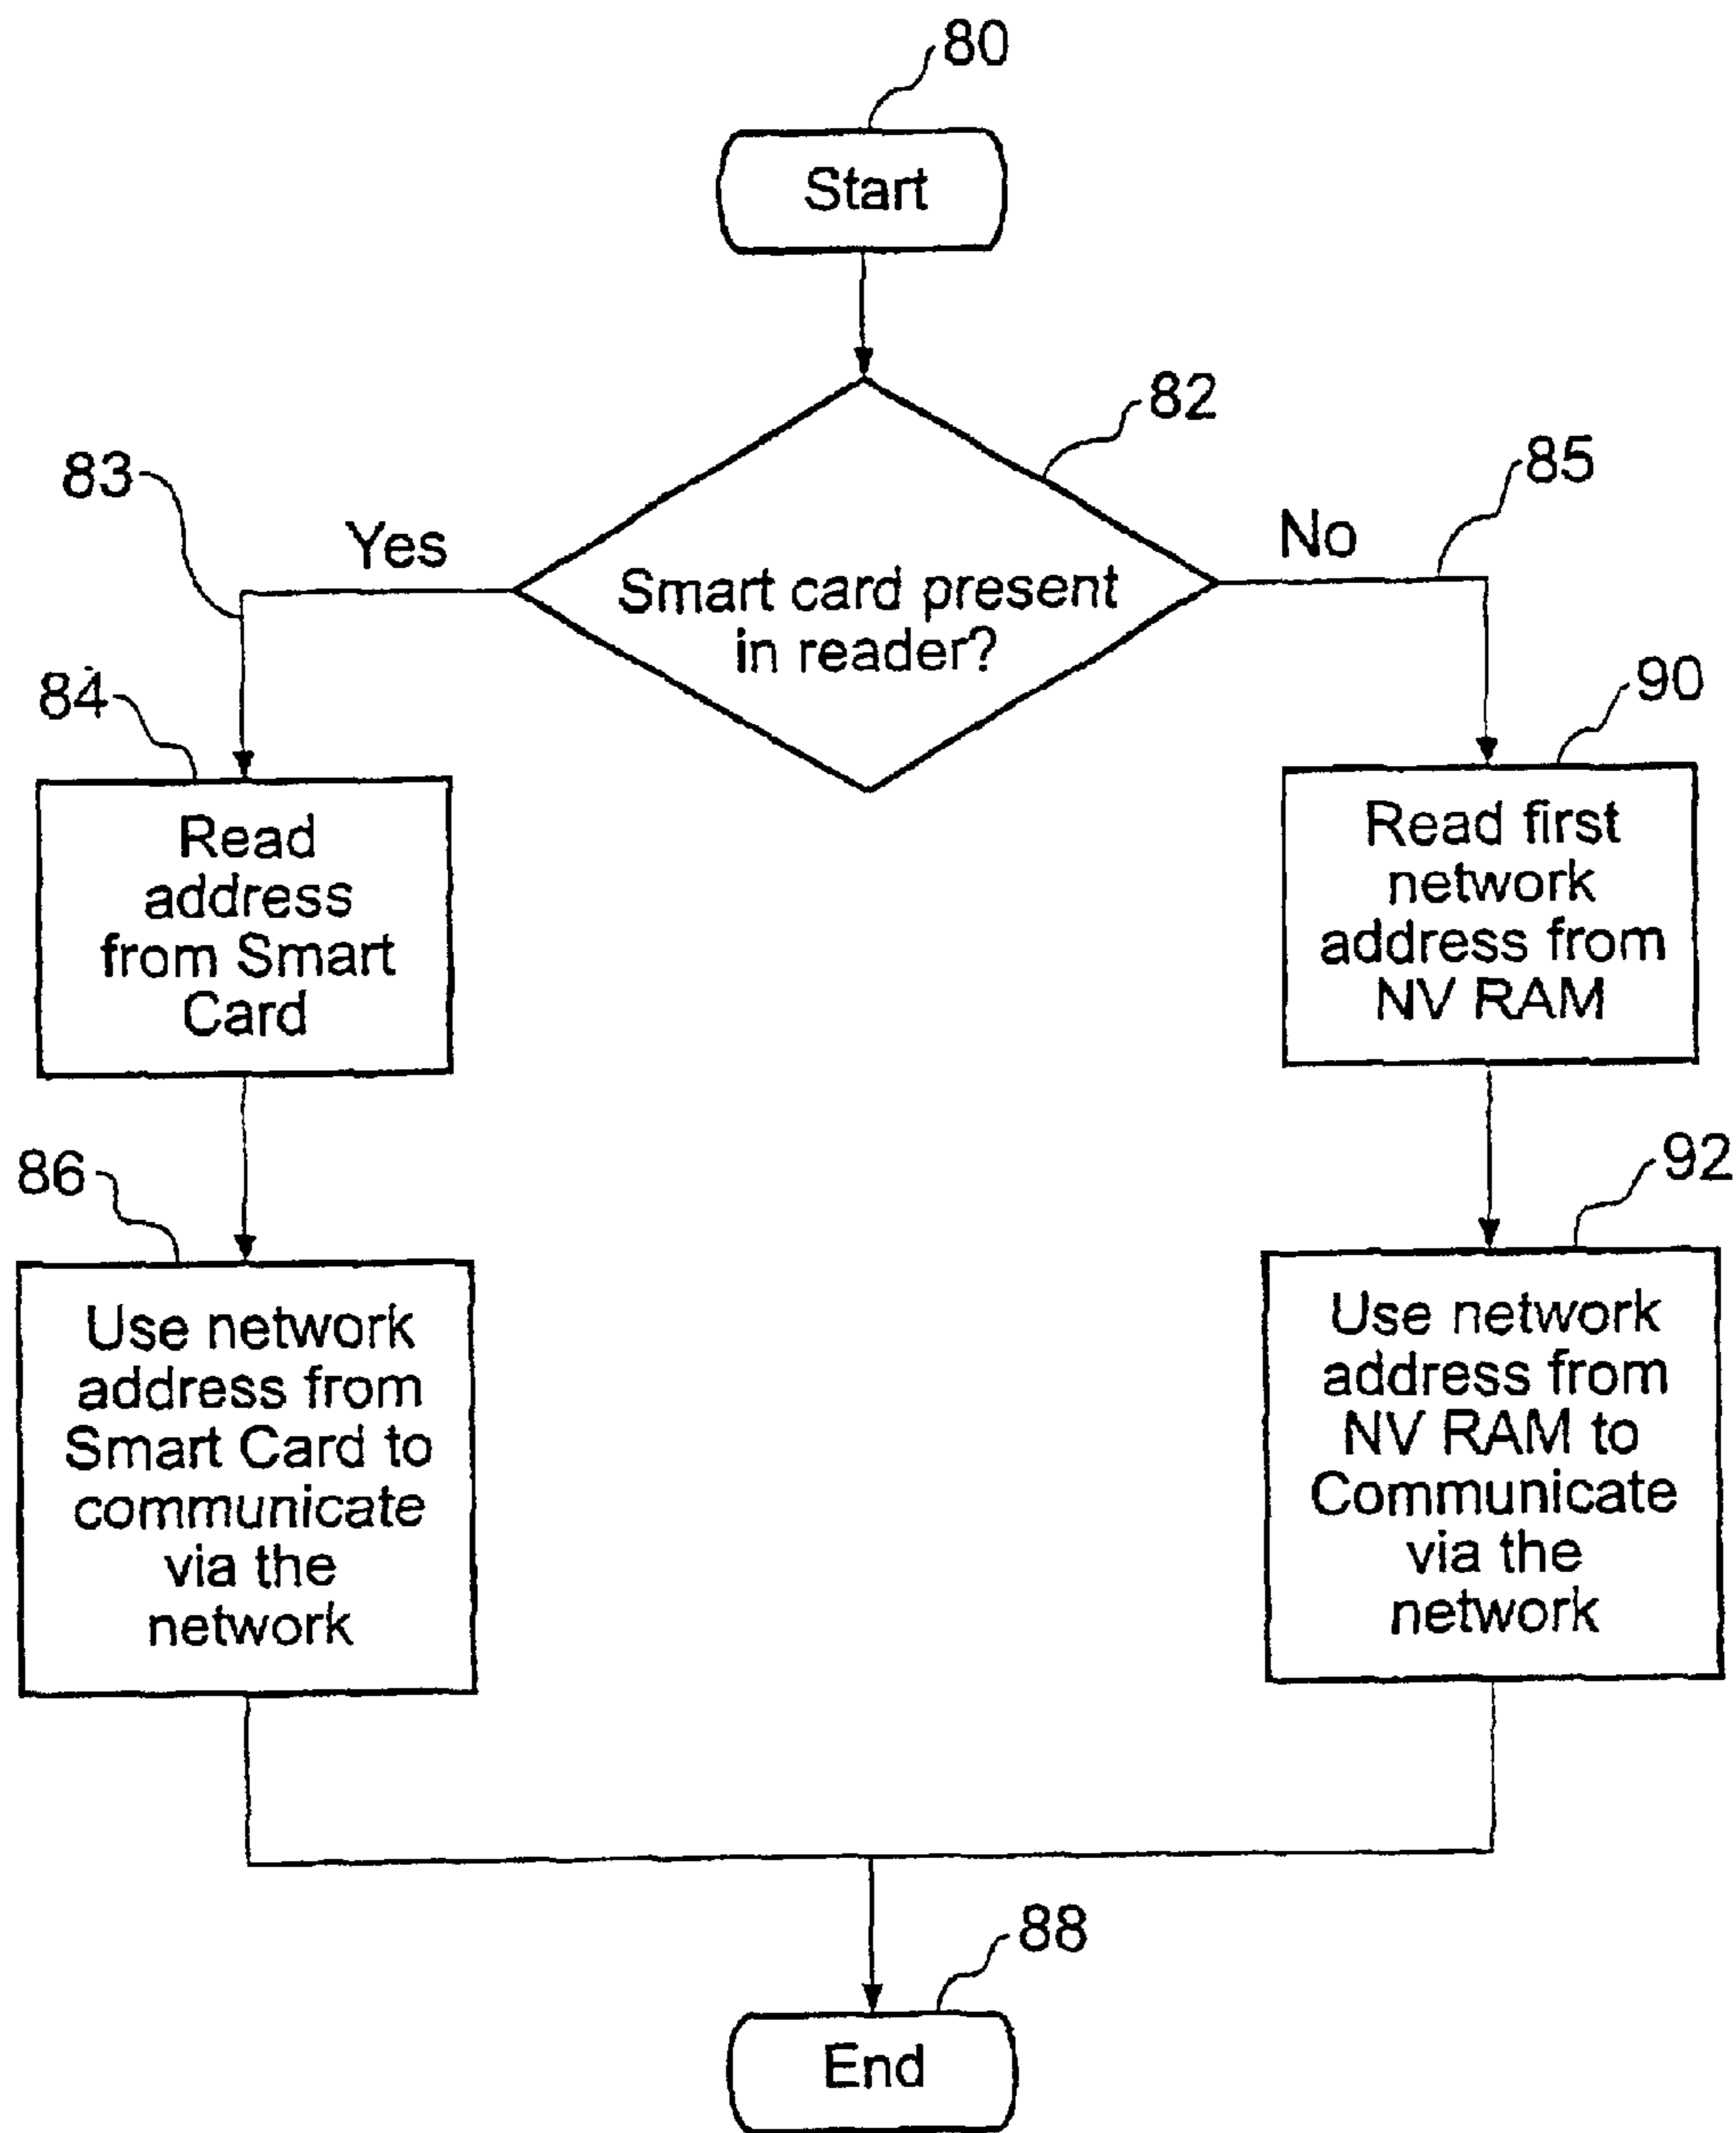 80
Start
82
83
85
Yes
No
Smart card present
in reader?
84
90
Read
address
from Smart
Card
Read first
network
address from
NV RAM
86
92
Use network
address from
Smart Card to
communicate
via the
network
Use network
address from
NV RAM to
Communicate
via the
network
88
End